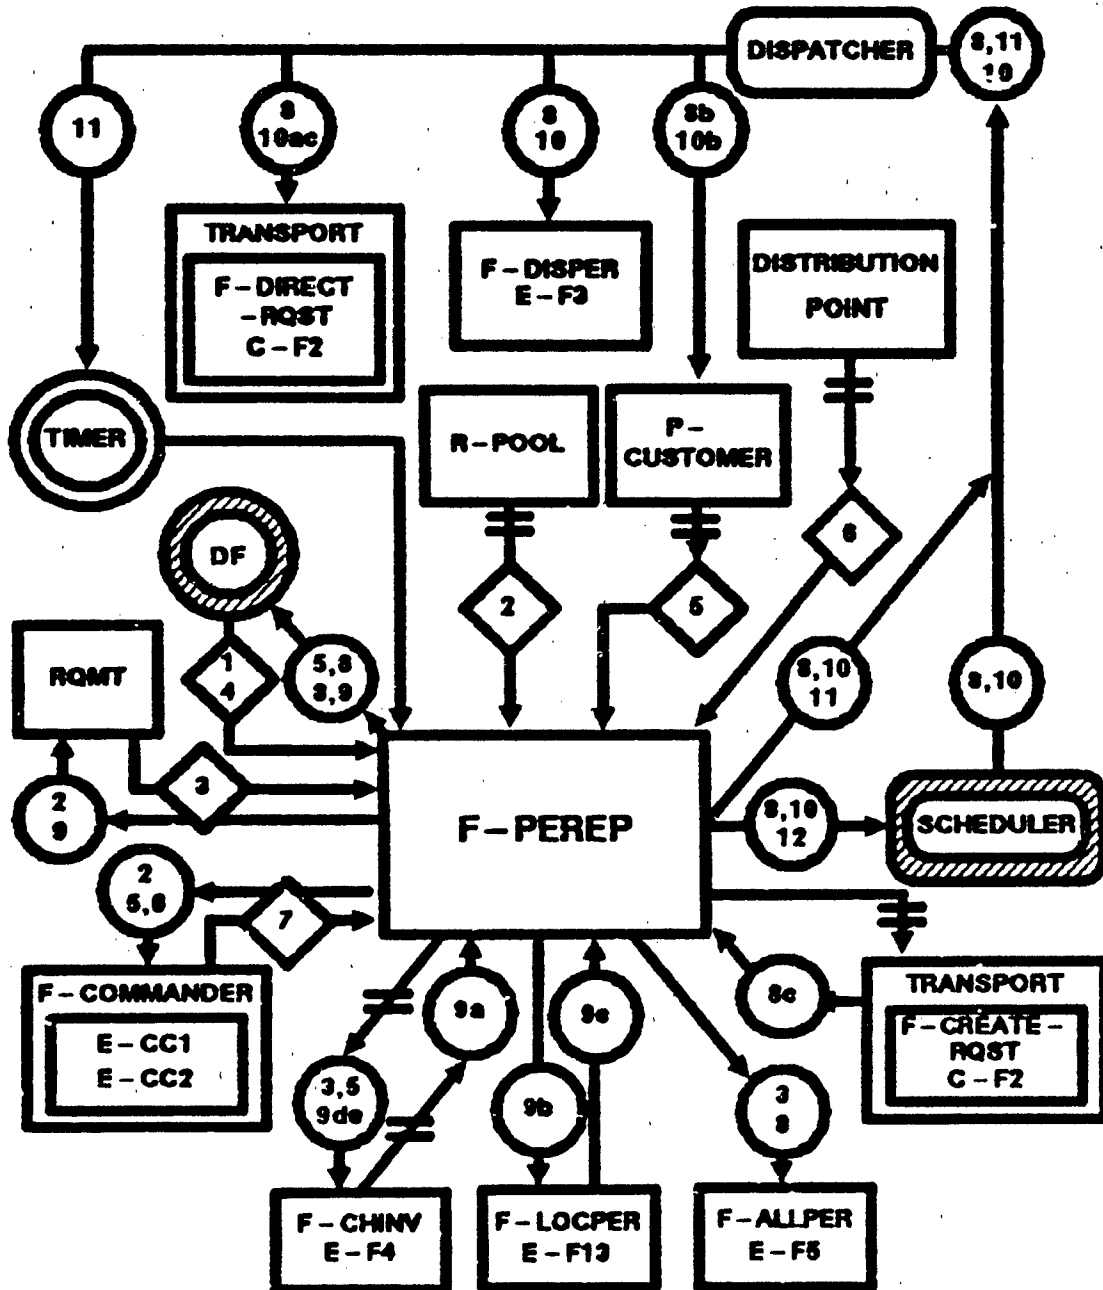 DISPATCHER
8,11
10
11
8
10ac
8
10
8b
10b
TRANSPORT
F-DIRECT
-RQST
C-F2
F-DISPER
E-F3
DISTRIBUTION
POINT
TIMER
R-POOL
P-
CUSTOMER
DF
6
2
5
RQMT
1
4
5,8
8,9
8,10
11
8,10
3
2
9
F-PEREP
8,10
12
SCHEDULER
2
5,6
7
F-COMMANDER
E-CC1
E-CC2
9a
9e
8c
TRANSPORT
F-CREATE-
RQST
C-F2
3,5
9de
9b
3
8
F-CHINV
E-F4
F-LOCPER
E-F13
F-ALLPER
E-F5